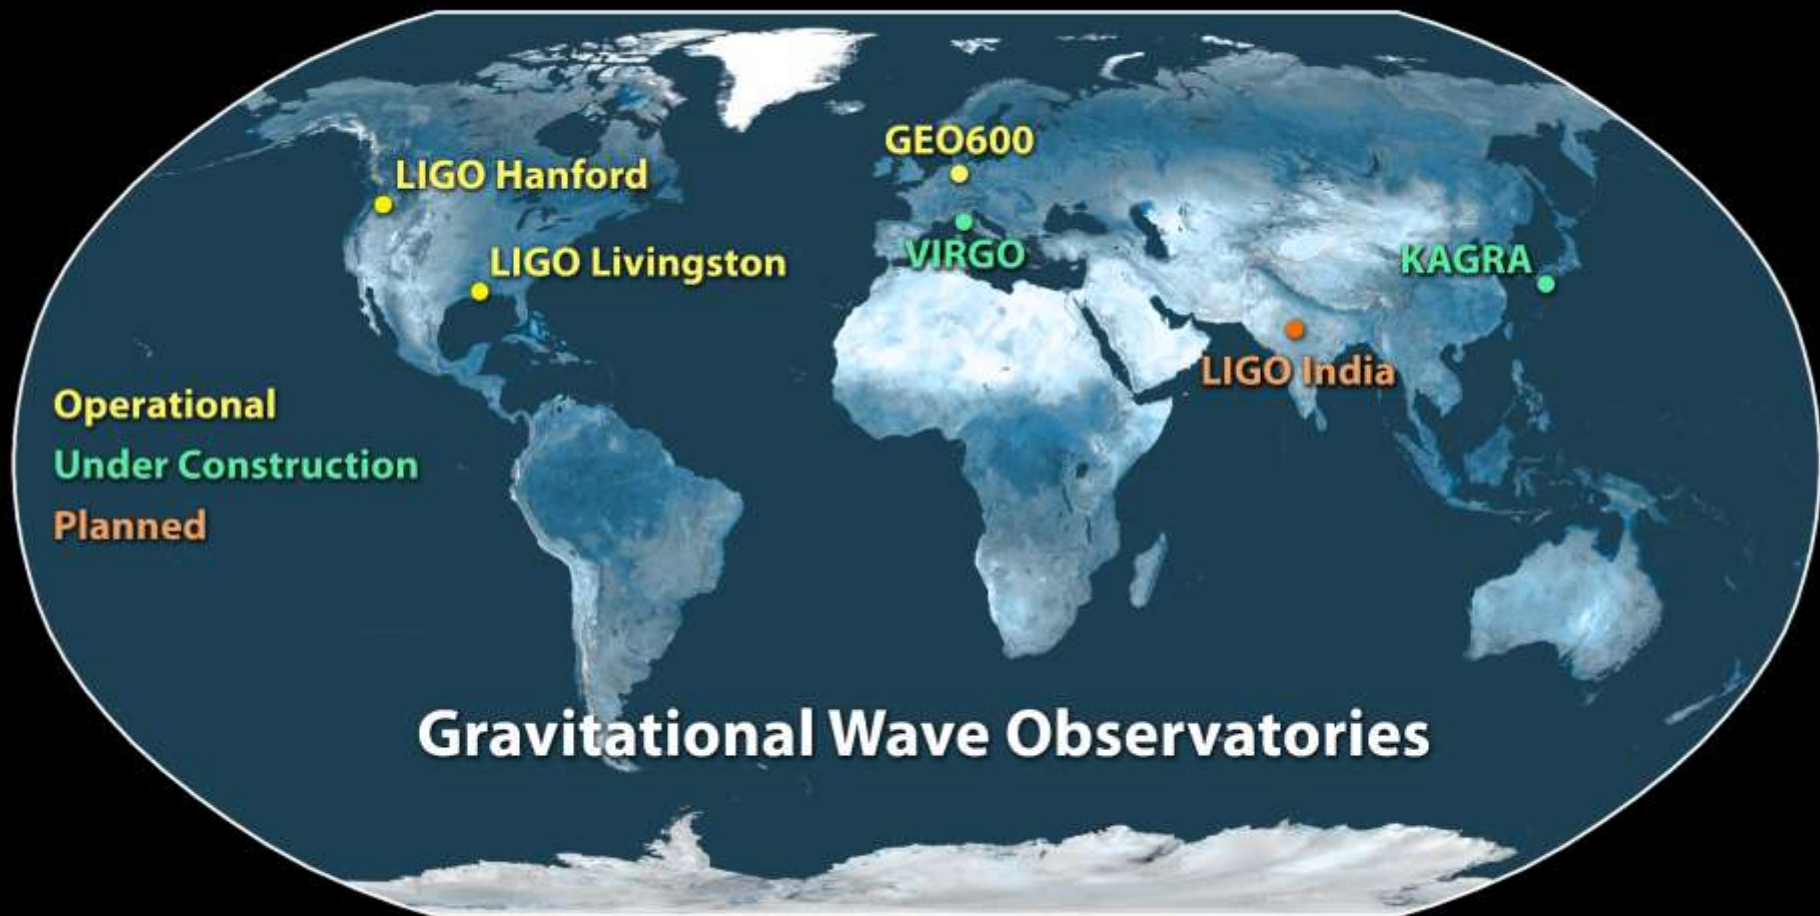 GEO600
LIGO Hanford
VIRGO
KAGRA
LIGO Livingston
LIGO India
Operational
Under Construction
Planned
Gravitational Wave Observatories